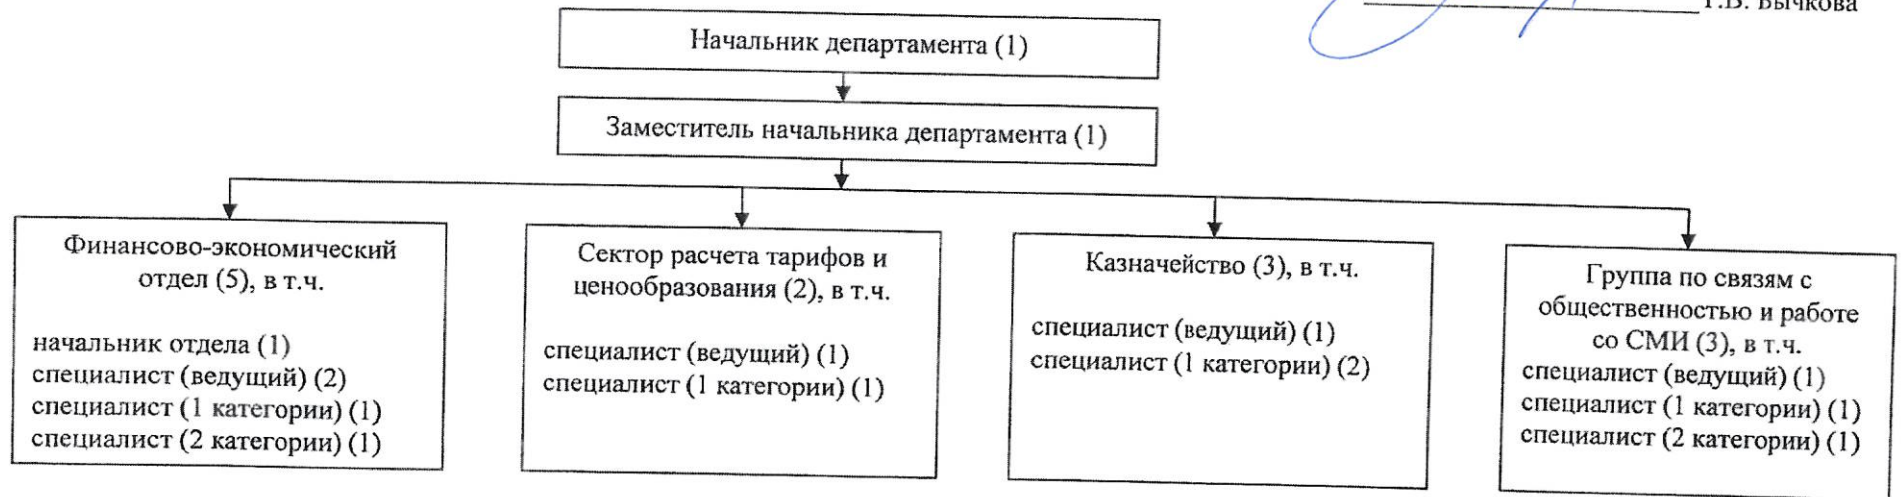 Г.В. Бычкова
Начальник департамента (1)
Заместитель начальника департамента (1)
Финансово-экономический
отдел (5), в т.ч.
начальник отдела (1)
специалист (ведущий) (2)
специалист (1 категории) (1)
специалист (2 категории) (1)
Сектор расчета тарифов и
ценообразования (2), в т.ч.
специалист (ведущий) (1)
специалист (1 категории) (1)
Казначейство (3), в т.ч.
специалист (ведущий) (1)
специалист (1 категории) (2)
Группа по связям с
общественностью и работе
со СМИ (3), в т.ч.
специалист (ведущий) (1)
специалист (1 категории) (1)
специалист (2 категории) (1)